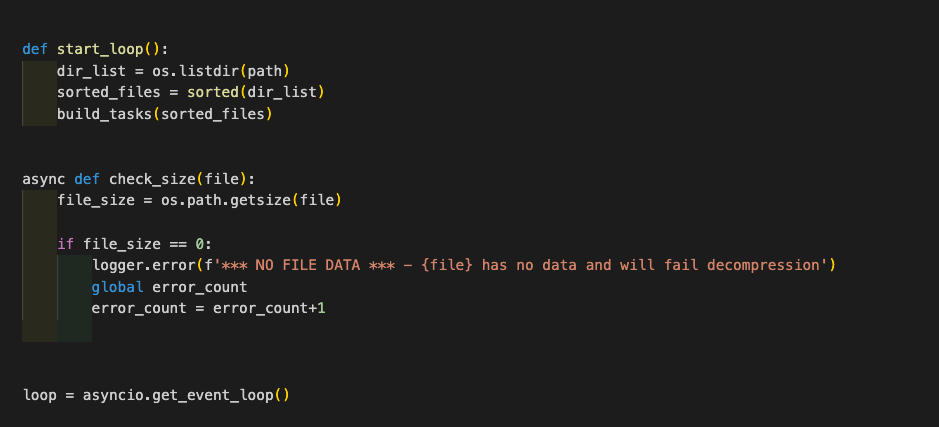 def start_loop():
    dir_list = os.listdir(path)
    sorted_files = sorted(dir_list)
    build_tasks(sorted_files)
async def check_size(file):
    file_size = os.path.getsize(file)
    if file_size == 0:
        logger.error(f'*** NO FILE DATA *** - {file} has no data and will fail decompression')
        global error_count
        error_count = error_count+1
loop = asyncio.get_event_loop()